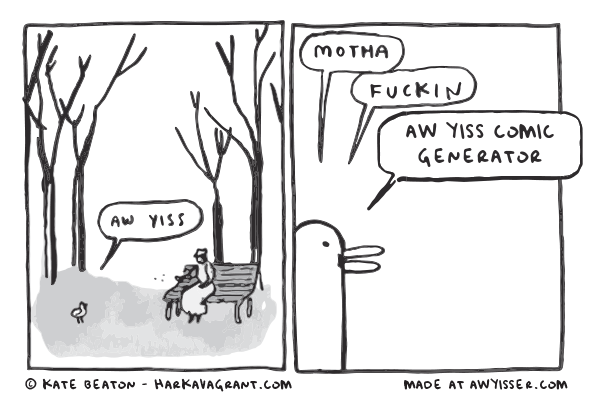 AW YISS
MOTHA
FUCKIN
AW YISS COMIC
GENERATOR
© KATE BEATON - HARKAVAGRANT.COM
MADE AT AWYISSER.COM